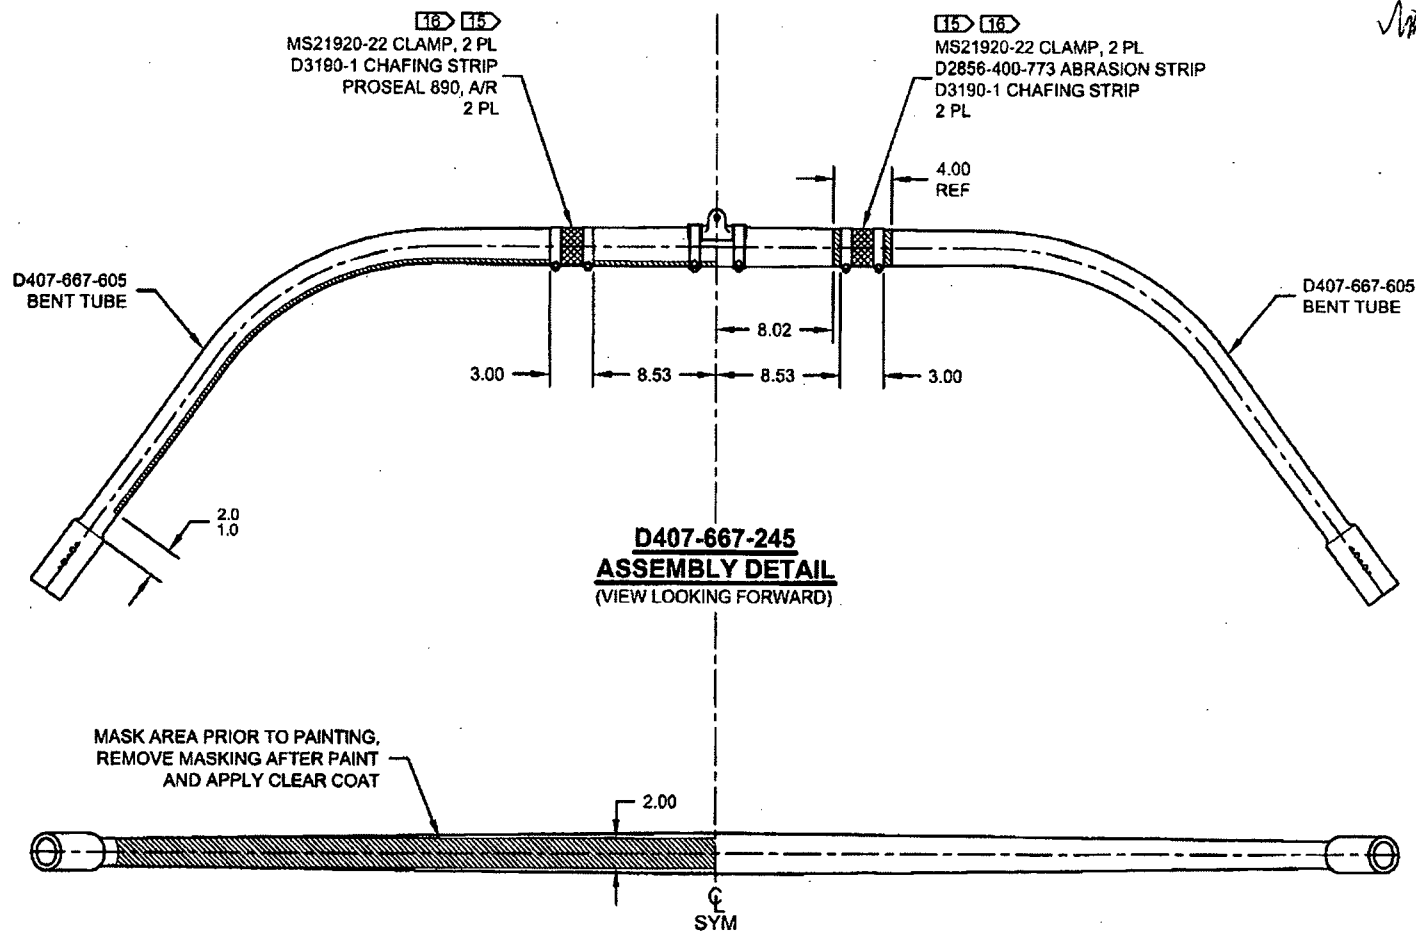 16 15
MS21920-22 CLAMP, 2 PL
D3190-1 CHAFING STRIP
PROSEAL 890, A/R
2 PL
15 16
MS21920-22 CLAMP, 2 PL
D2856-400-773 ABRASION STRIP
D3190-1 CHAFING STRIP
2 PL
4.00
REF
D407-667-605
BENT TUBE
D407-667-605
BENT TUBE
8.02
3.00
8.53
8.53
3.00
2.0
1.0
D407-667-245
ASSEMBLY DETAIL
(VIEW LOOKING FORWARD)
MASK AREA PRIOR TO PAINTING,
REMOVE MASKING AFTER PAINT
AND APPLY CLEAR COAT
2.00
℄
SYM